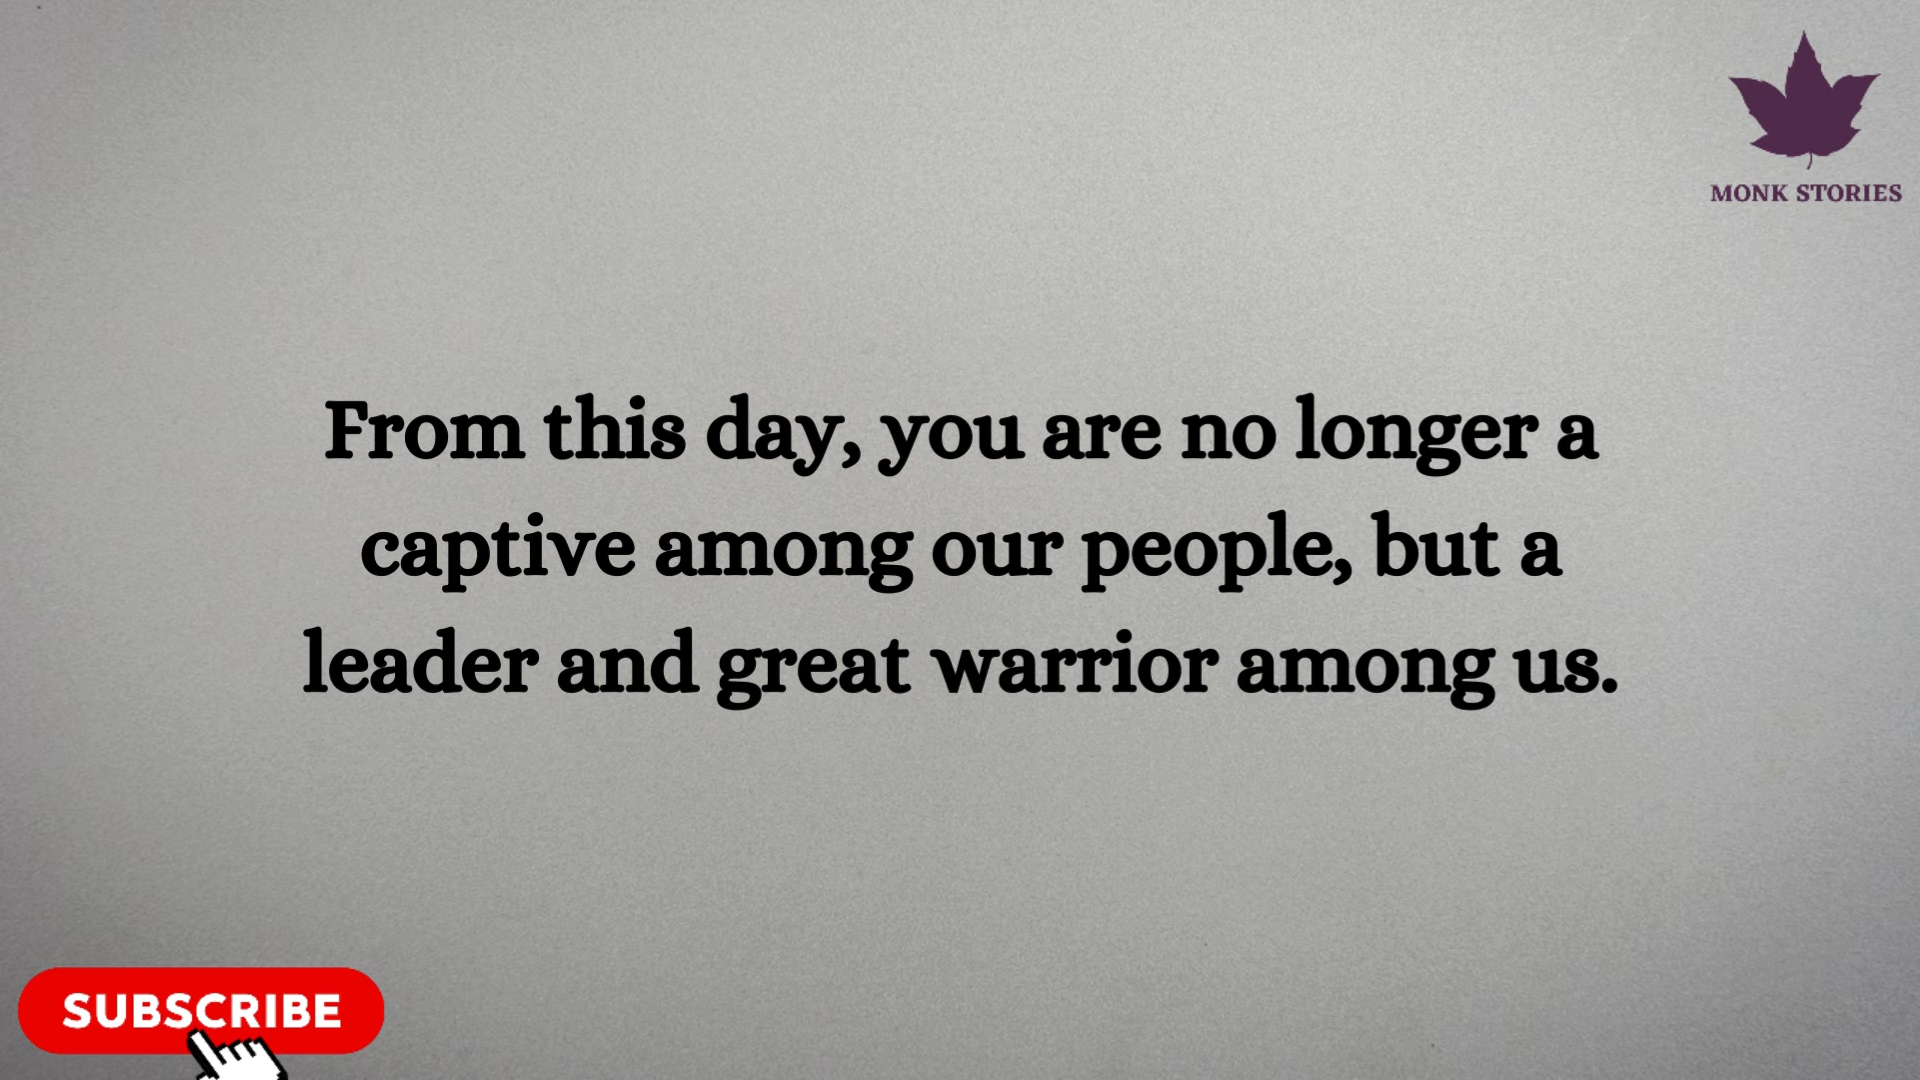 MONK STORIES
From this day, you are no longer a
captive among our people, but a
leader and great warrior among us.
SUBSCRIBE